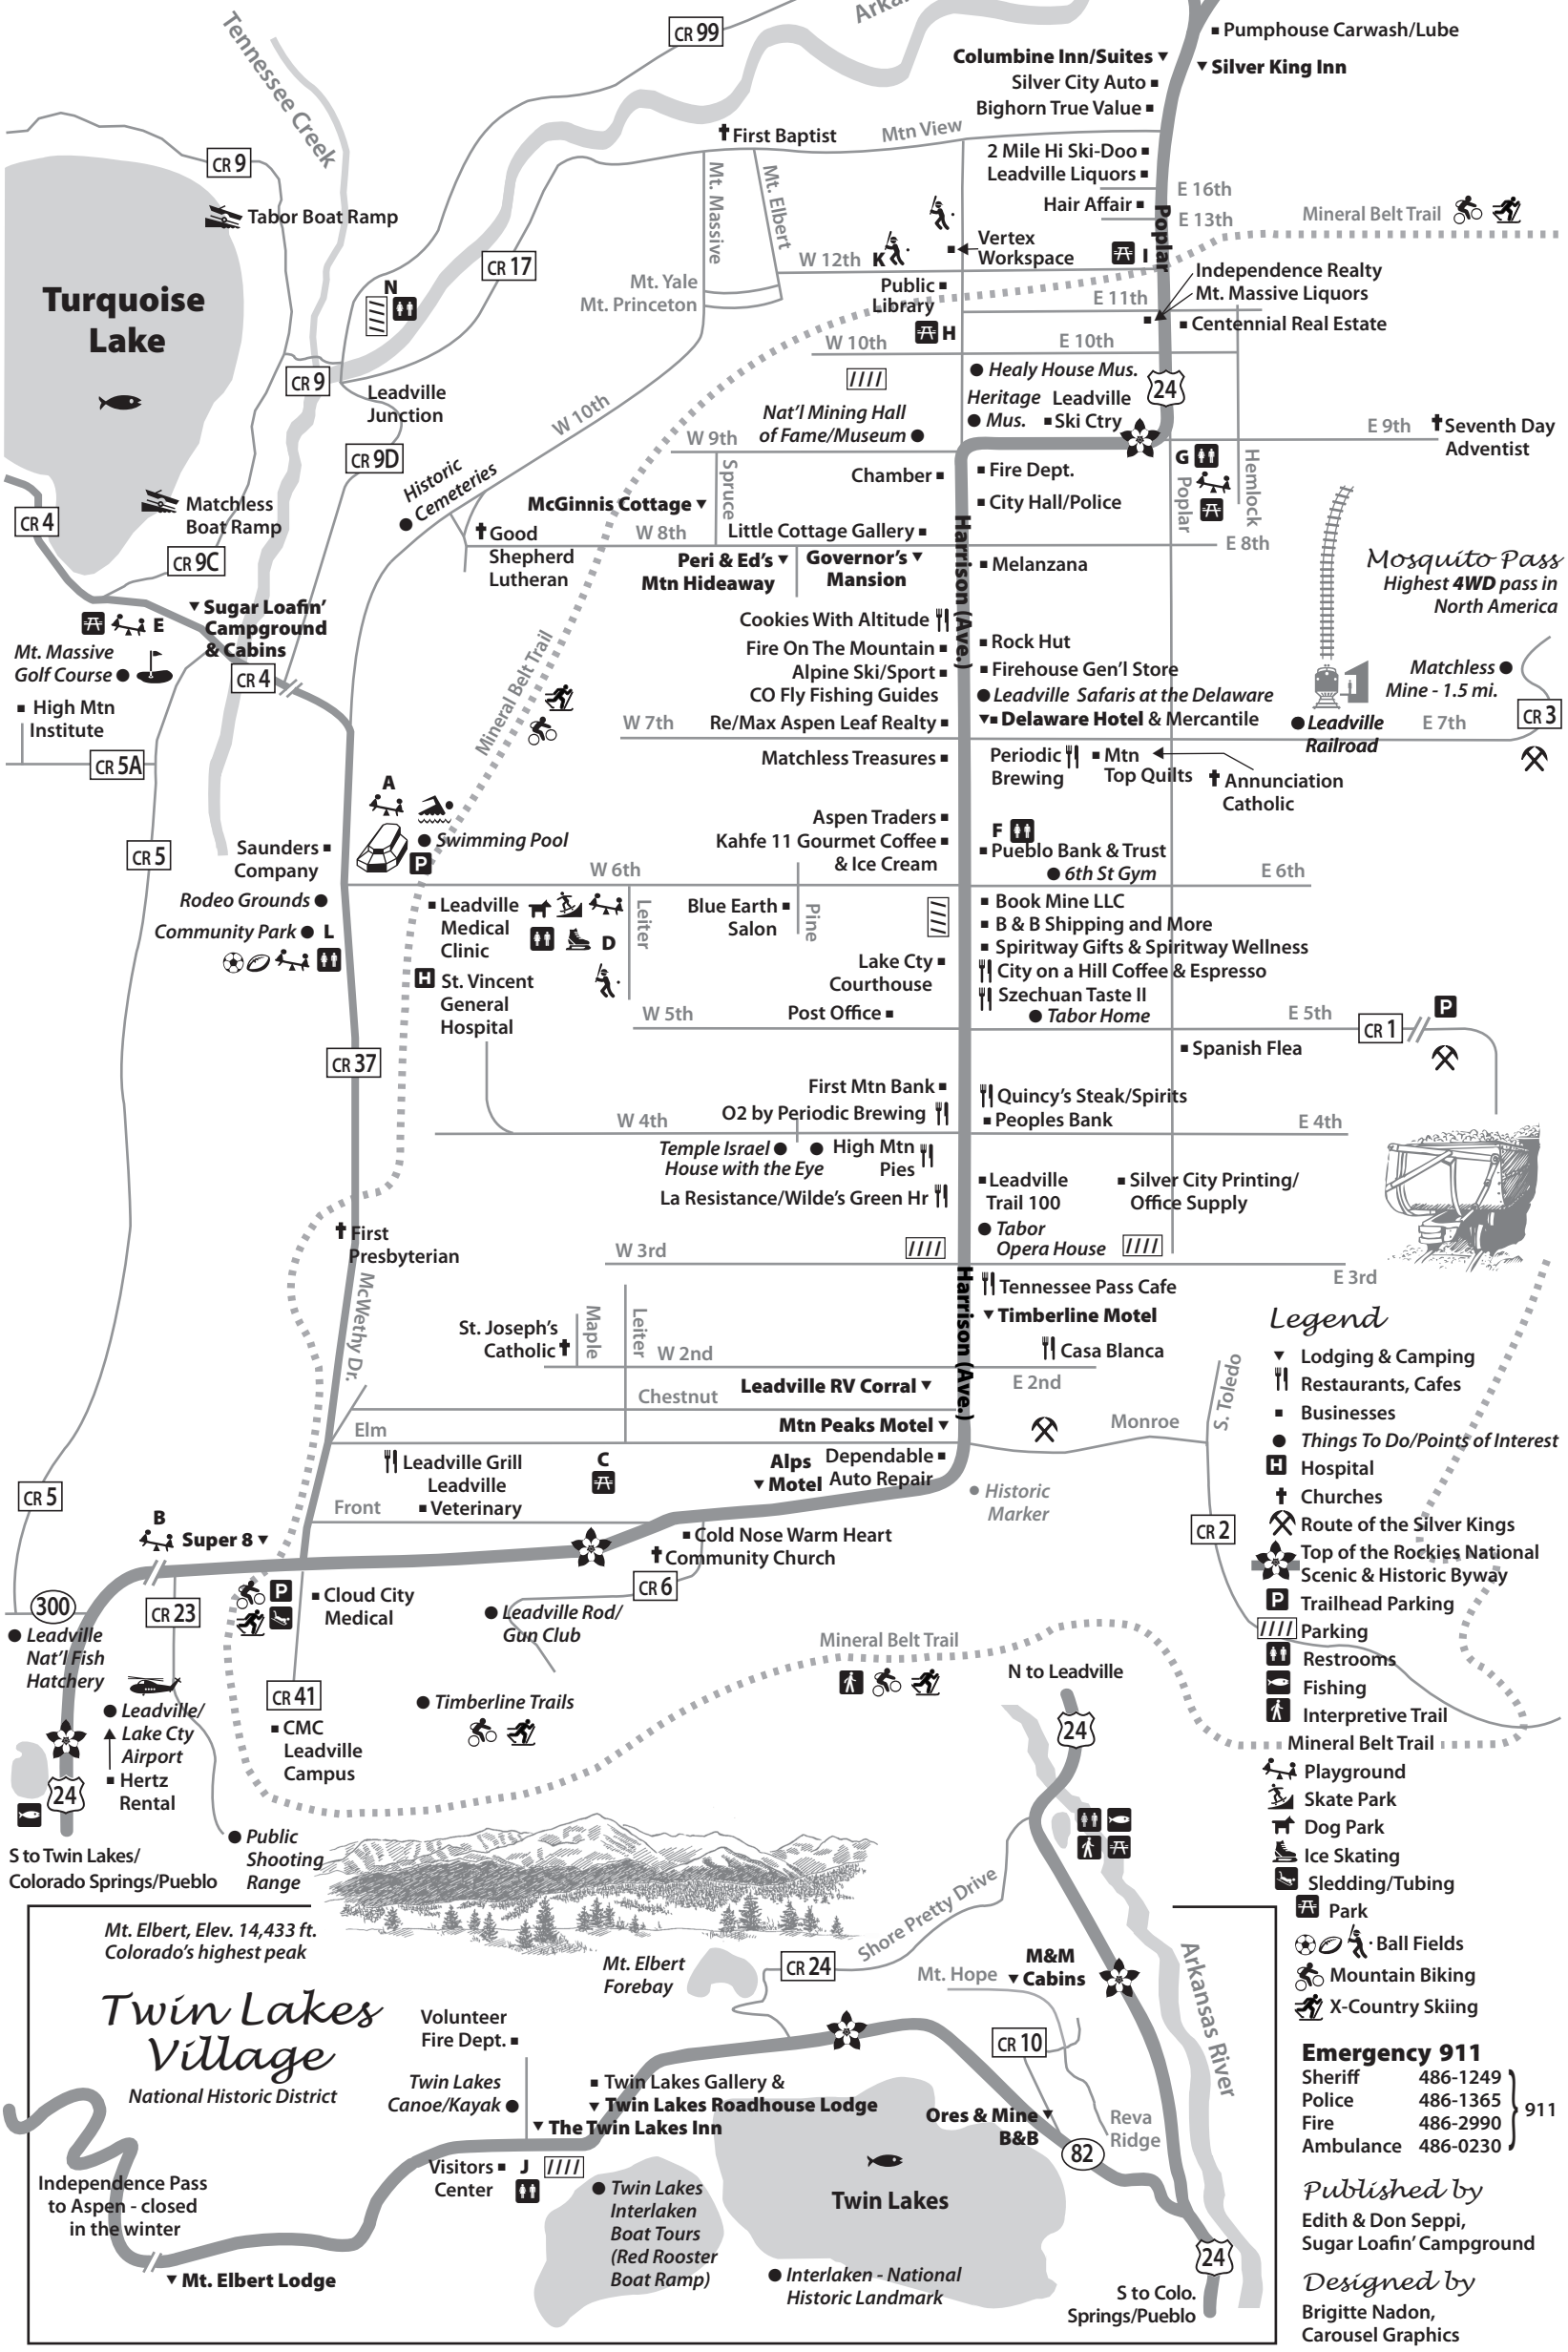 Tennessee Creek
CR 99
Arka
Pumphouse Carwash/Lube
Columbine Inn/Suites
Silver King Inn
Silver City Auto
Bighorn True Value
First Baptist
Mtn View
2 Mile Hi Ski-Doo
Leadville Liquors
E 16th
CR 9
Mt. Massive
Mt. Elbert
Hair Affair
Poplar
E 13th
Mineral Belt Trail
Tabor Boat Ramp
Vertex
Workspace
W 12th
K
I
CR 17
Turquoise
Lake
N
Mt. Yale
Mt. Princeton
Public
Library
E 11th
Independence Realty
Mt. Massive Liquors
Centennial Real Estate
H
W 10th
E 10th
CR 9
Leadville
Junction
Healy House Mus.
Heritage
Mus.
Leadville
Ski Ctry
24
Nat'l Mining Hall
of Fame/Museum
W 10th
W 9th
E 9th
Seventh Day
Adventist
CR 9D
Historic
Cemeteries
Spruce
Chamber
Fire Dept.
G
Poplar
Hemlock
Matchless
Boat Ramp
CR 4
McGinnis Cottage
City Hall/Police
Good
Shepherd
Lutheran
W 8th
Little Cottage Gallery
Harrison (Ave.)
E 8th
CR 9C
Peri & Ed's
Mtn Hideaway
Governor's
Mansion
Melanzana
Mosquito Pass
Highest 4WD pass in
North America
Sugar Loafin'
Campground
& Cabins
E
Mt. Massive
Golf Course
CR 4
Cookies With Altitude
Fire On The Mountain
Rock Hut
Alpine Ski/Sport
Firehouse Gen'l Store
CO Fly Fishing Guides
Leadville Safaris at the Delaware
Matchless
Mine - 1.5 mi.
High Mtn
Institute
Mineral Belt Trail
W 7th
Re/Max Aspen Leaf Realty
Delaware Hotel & Mercantile
Leadville
Railroad
E 7th
CR 3
CR 5A
Matchless Treasures
Periodic
Brewing
Mtn
Top Quilts
Annunciation
Catholic
A
Swimming Pool
P
Aspen Traders
Kahfe 11 Gourmet Coffee
& Ice Cream
F
Pueblo Bank & Trust
6th St Gym
CR 5
Saunders
Company
W 6th
E 6th
Rodeo Grounds
Community Park
L
Leadville
Medical
Clinic
D
Leiter
Blue Earth
Salon
Pine
Book Mine LLC
B & B Shipping and More
Spiritway Gifts & Spiritway Wellness
City on a Hill Coffee & Espresso
Lake Cty
Courthouse
H
St. Vincent
General
Hospital
Szechuan Taste II
Tabor Home
W 5th
Post Office
E 5th
CR 1
P
Spanish Flea
CR 37
First Mtn Bank
Quincy's Steak/Spirits
O2 by Periodic Brewing
Peoples Bank
W 4th
E 4th
Temple Israel
House with the Eye
High Mtn
Pies
La Resistance/Wilde's Green Hr
Leadville
Trail 100
Silver City Printing/
Office Supply
Tabor
Opera House
First
Presbyterian
W 3rd
E 3rd
McWethy Dr.
Harrison (Ave.)
Tennessee Pass Cafe
Timberline Motel
St. Joseph's
Catholic
Maple
Leiter
W 2nd
Casa Blanca
E 2nd
Chestnut
Leadville RV Corral
Elm
Mtn Peaks Motel
Monroe
S. Toledo
Leadville Grill
Leadville
Veterinary
C
Alps
Motel
Dependable
Auto Repair
Historic
Marker
CR 5
Front
B
Super 8
Cold Nose Warm Heart
Community Church
CR 2
300
CR 23
P
Cloud City
Medical
CR 6
Leadville Rod/
Gun Club
Leadville
Nat'l Fish
Hatchery
Mineral Belt Trail
Leadville/
Lake Cty
Airport
Hertz
Rental
CR 41
CMC
Leadville
Campus
Timberline Trails
24
S to Twin Lakes/
Colorado Springs/Pueblo
Public
Shooting
Range
Legend
Lodging & Camping
Restaurants, Cafes
Businesses
Things To Do/Points of Interest
H Hospital
Churches
Route of the Silver Kings
Top of the Rockies National
Scenic & Historic Byway
P Trailhead Parking
Parking
Restrooms
Fishing
Interpretive Trail
Mineral Belt Trail
Playground
Skate Park
Dog Park
Ice Skating
Sledding/Tubing
Park
Ball Fields
Mountain Biking
X-Country Skiing
N to Leadville
24
Mt. Elbert, Elev. 14,433 ft.
Colorado's highest peak
Mt. Elbert
Forebay
CR 24
Shore Pretty Drive
Mt. Hope
M&M
Cabins
Arkansas River
Twin Lakes
Village
National Historic District
Volunteer
Fire Dept.
CR 10
Twin Lakes
Canoe/Kayak
Twin Lakes Gallery &
Twin Lakes Roadhouse Lodge
The Twin Lakes Inn
Ores & Mine
B&B
Reva
Ridge
82
Visitors
Center
J
Independence Pass
to Aspen - closed
in the winter
Twin Lakes
Interlaken
Boat Tours
(Red Rooster
Boat Ramp)
Twin Lakes
Mt. Elbert Lodge
Interlaken - National
Historic Landmark
24
S to Colo.
Springs/Pueblo
Emergency 911
Sheriff 486-1249
Police 486-1365
Fire 486-2990
Ambulance 486-0230
911
Published by
Edith & Don Seppi,
Sugar Loafin' Campground
Designed by
Brigitte Nadon,
Carousel Graphics